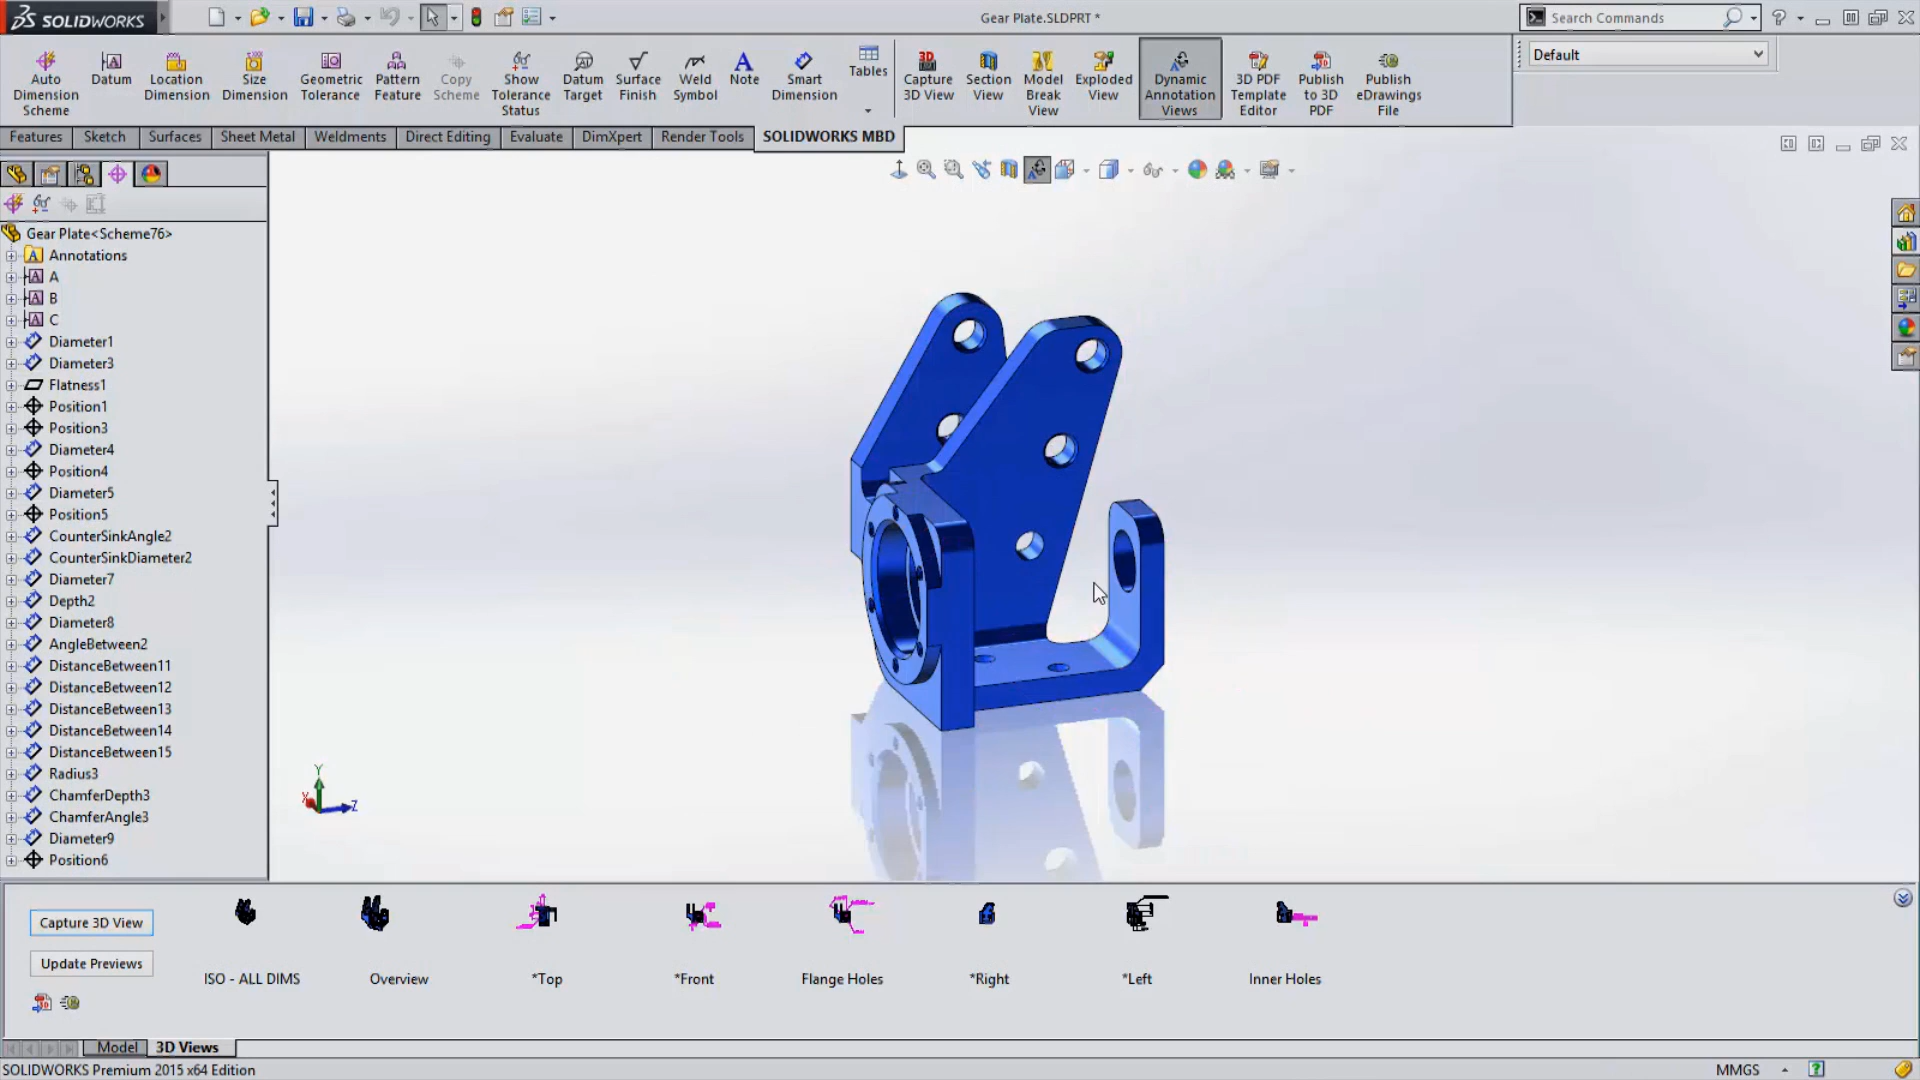 SOLIDWORKS
Gear Plate.SLDPRT *
Search Commands
Auto Dimension Scheme
Datum
Location Dimension
Size Dimension
Geometric Tolerance
Pattern Feature
Copy Scheme
Show Tolerance Status
Datum Target
Surface Finish
Weld Symbol
Note
Smart Dimension
Tables
Capture 3D View
Section View
Model Break View
Exploded View
Dynamic Annotation Views
3D PDF Template Editor
Publish to 3D PDF
Publish eDrawings File
Default
Features
Sketch
Surfaces
Sheet Metal
Weldments
Direct Editing
Evaluate
DimXpert
Render Tools
SOLIDWORKS MBD
Gear Plate<Scheme76>
Annotations
A
B
C
Diameter1
Diameter3
Flatness1
Position1
Position3
Diameter4
Position4
Diameter5
Position5
CounterSinkAngle2
CounterSinkDiameter2
Diameter7
Depth2
Diameter8
AngleBetween2
DistanceBetween11
DistanceBetween12
DistanceBetween13
DistanceBetween14
DistanceBetween15
Radius3
ChamferDepth3
ChamferAngle3
Diameter9
Position6
Y
X
Z
Capture 3D View
Update Previews
ISO - ALL DIMS
Overview
*Top
*Front
Flange Holes
*Right
*Left
Inner Holes
Model
3D Views
SOLIDWORKS Premium 2015 x64 Edition
MMGS